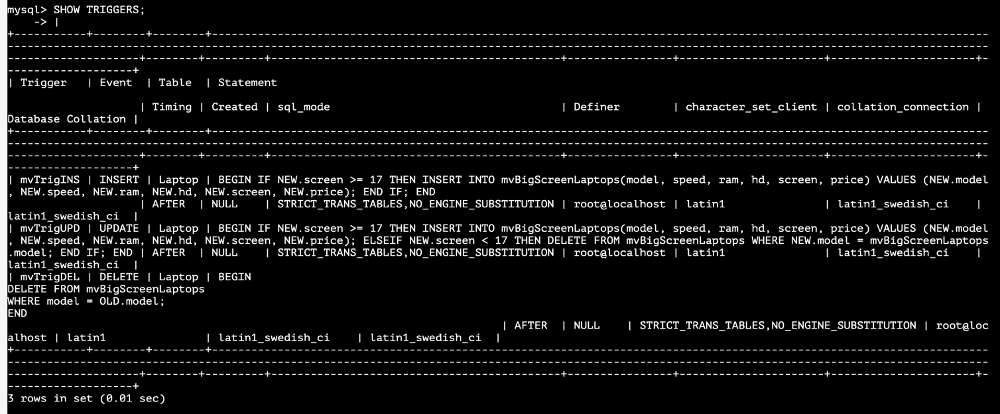 mysql> SHOW TRIGGERS;
    -> |
+-----------+--------+--------+----------------------------------------------------------------------------------------------------------------------
------------------------------------------------------------------------------------------------------------------------------------------------------
--------------------+--------+---------+--------------------------------------------+----------------+----------------------+----------------------+-
-------------------+
| Trigger   | Event  | Table  | Statement
                    | Timing | Created | sql_mode                                   | Definer        | character_set_client | collation_connection |
Database Collation |
+-----------+--------+--------+----------------------------------------------------------------------------------------------------------------------
------------------------------------------------------------------------------------------------------------------------------------------------------
--------------------+--------+---------+--------------------------------------------+----------------+----------------------+----------------------+-
-------------------+
| mvTrigINS | INSERT | Laptop | BEGIN IF NEW.screen >= 17 THEN INSERT INTO mvBigScreenLaptops(model, speed, ram, hd, screen, price) VALUES (NEW.model
, NEW.speed, NEW.ram, NEW.hd, NEW.screen, NEW.price); END IF; END
                    | AFTER  | NULL    | STRICT_TRANS_TABLES,NO_ENGINE_SUBSTITUTION | root@localhost | latin1               | latin1_swedish_ci    |
latin1_swedish_ci  |
| mvTrigUPD | UPDATE | Laptop | BEGIN IF NEW.screen >= 17 THEN INSERT INTO mvBigScreenLaptops(model, speed, ram, hd, screen, price) VALUES (NEW.model
, NEW.speed, NEW.ram, NEW.hd, NEW.screen, NEW.price); ELSEIF NEW.screen < 17 THEN DELETE FROM mvBigScreenLaptops WHERE NEW.model = mvBigScreenLaptops
.model; END IF; END | AFTER  | NULL    | STRICT_TRANS_TABLES,NO_ENGINE_SUBSTITUTION | root@localhost | latin1               | latin1_swedish_ci    |
latin1_swedish_ci  |
| mvTrigDEL | DELETE | Laptop | BEGIN
DELETE FROM mvBigScreenLaptops
WHERE model = OLD.model;
END
                                                                           | AFTER  | NULL    | STRICT_TRANS_TABLES,NO_ENGINE_SUBSTITUTION | root@loc
alhost | latin1               | latin1_swedish_ci    | latin1_swedish_ci  |
+-----------+--------+--------+----------------------------------------------------------------------------------------------------------------------
------------------------------------------------------------------------------------------------------------------------------------------------------
--------------------+--------+---------+--------------------------------------------+----------------+----------------------+----------------------+-
-------------------+
3 rows in set (0.01 sec)